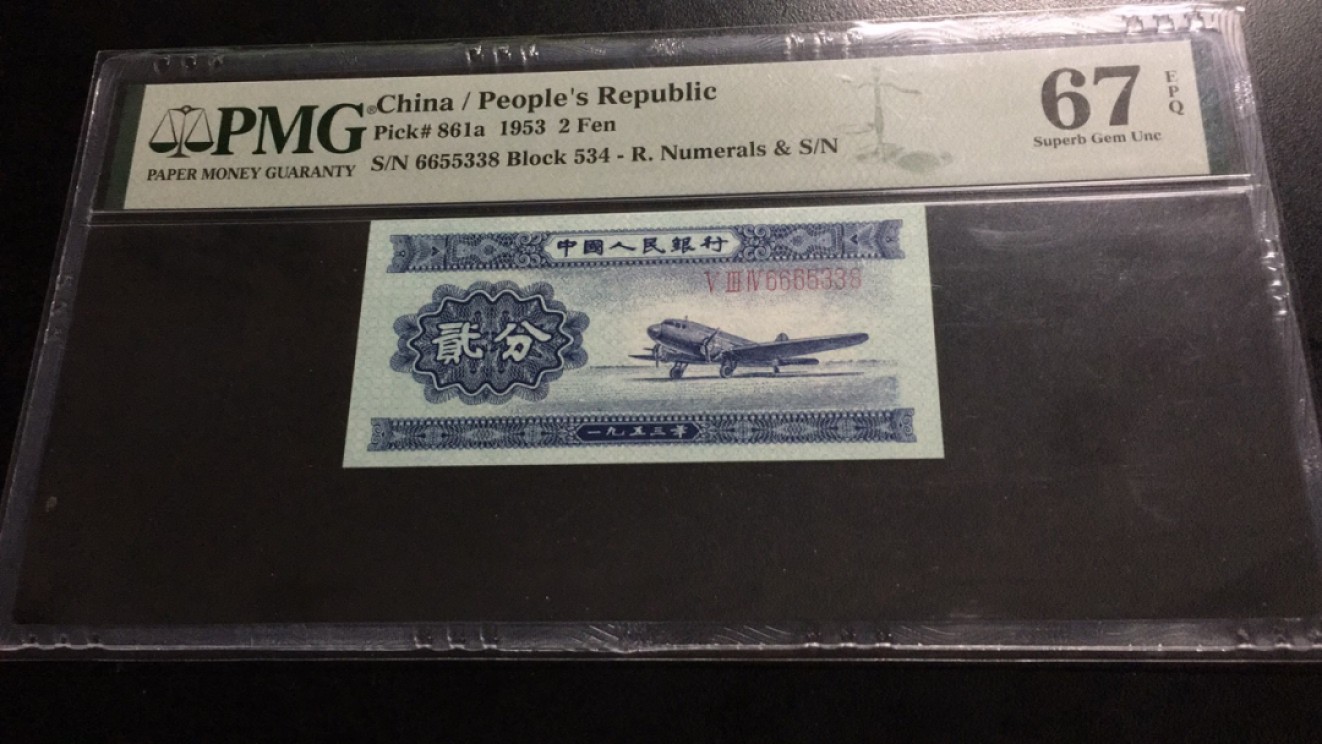 PMG®
PAPER MONEY GUARANTY
China / People's Republic
Pick# 861a 1953 2 Fen
S/N 6655338 Block 534 - R. Numerals & S/N
67
EPQ
Superb Gem Unc
中國人民銀行
V III IV 6655338
貳分
一九五三年